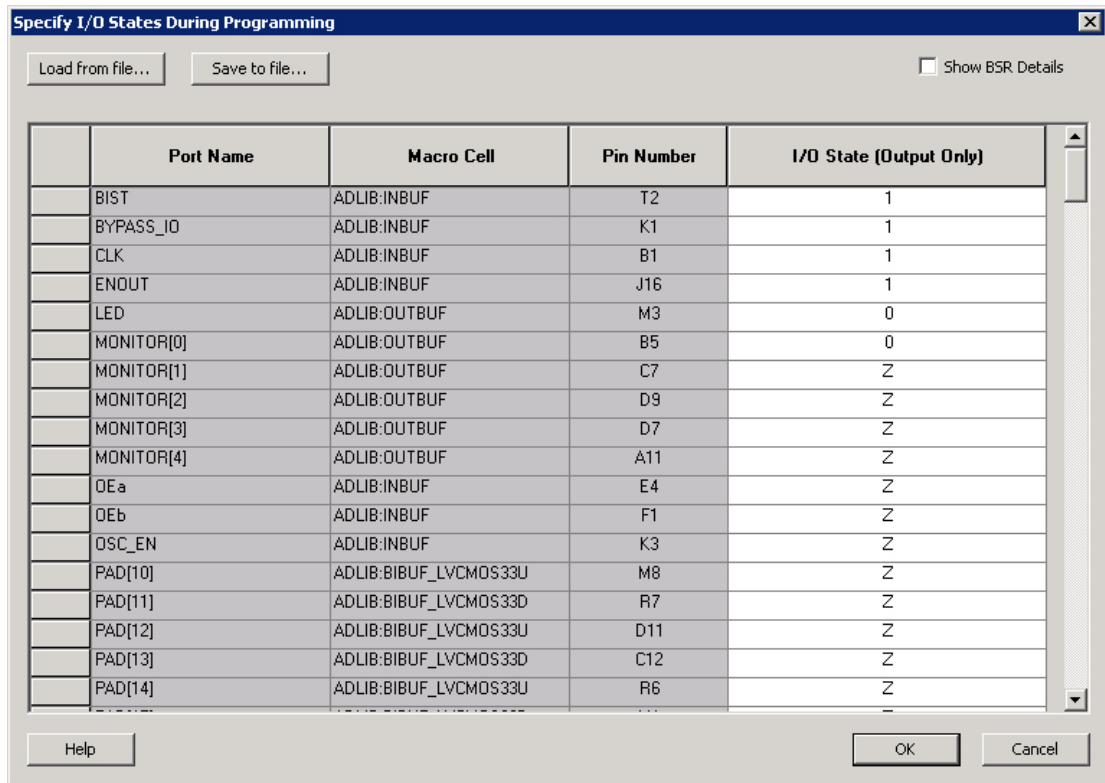 Specify I/O States During Programming
Load from file... Save to file... Show BSR Details
Port Name Macro Cell Pin Number I/O State (Output Only)
BIST ADLIB:INBUF T2 1
BYPASS_IO ADLIB:INBUF K1 1
CLK ADLIB:INBUF B1 1
ENOUT ADLIB:INBUF J16 1
LED ADLIB:OUTBUF M3 0
MONITOR[0] ADLIB:OUTBUF B5 0
MONITOR[1] ADLIB:OUTBUF C7 Z
MONITOR[2] ADLIB:OUTBUF D9 Z
MONITOR[3] ADLIB:OUTBUF D7 Z
MONITOR[4] ADLIB:OUTBUF A11 Z
OEa ADLIB:INBUF E4 Z
OEb ADLIB:INBUF F1 Z
OSC_EN ADLIB:INBUF K3 Z
PAD[10] ADLIB:BIBUF_LVCMOS33U M8 Z
PAD[11] ADLIB:BIBUF_LVCMOS33D R7 Z
PAD[12] ADLIB:BIBUF_LVCMOS33U D11 Z
PAD[13] ADLIB:BIBUF_LVCMOS33D C12 Z
PAD[14] ADLIB:BIBUF_LVCMOS33U R6 Z
Help OK Cancel